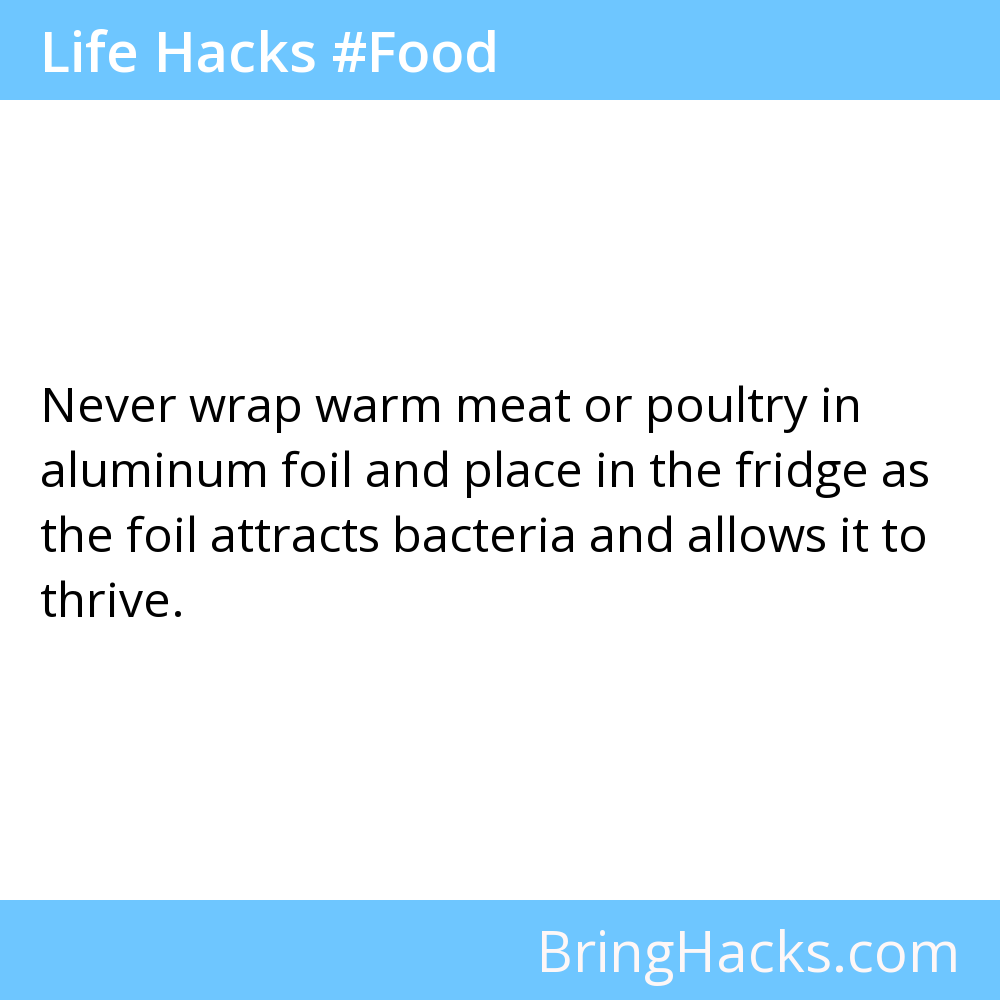 Life Hacks #Food
Never wrap warm meat or poultry in
aluminum foil and place in the fridge as
the foil attracts bacteria and allows it to
thrive.
BringHacks.com